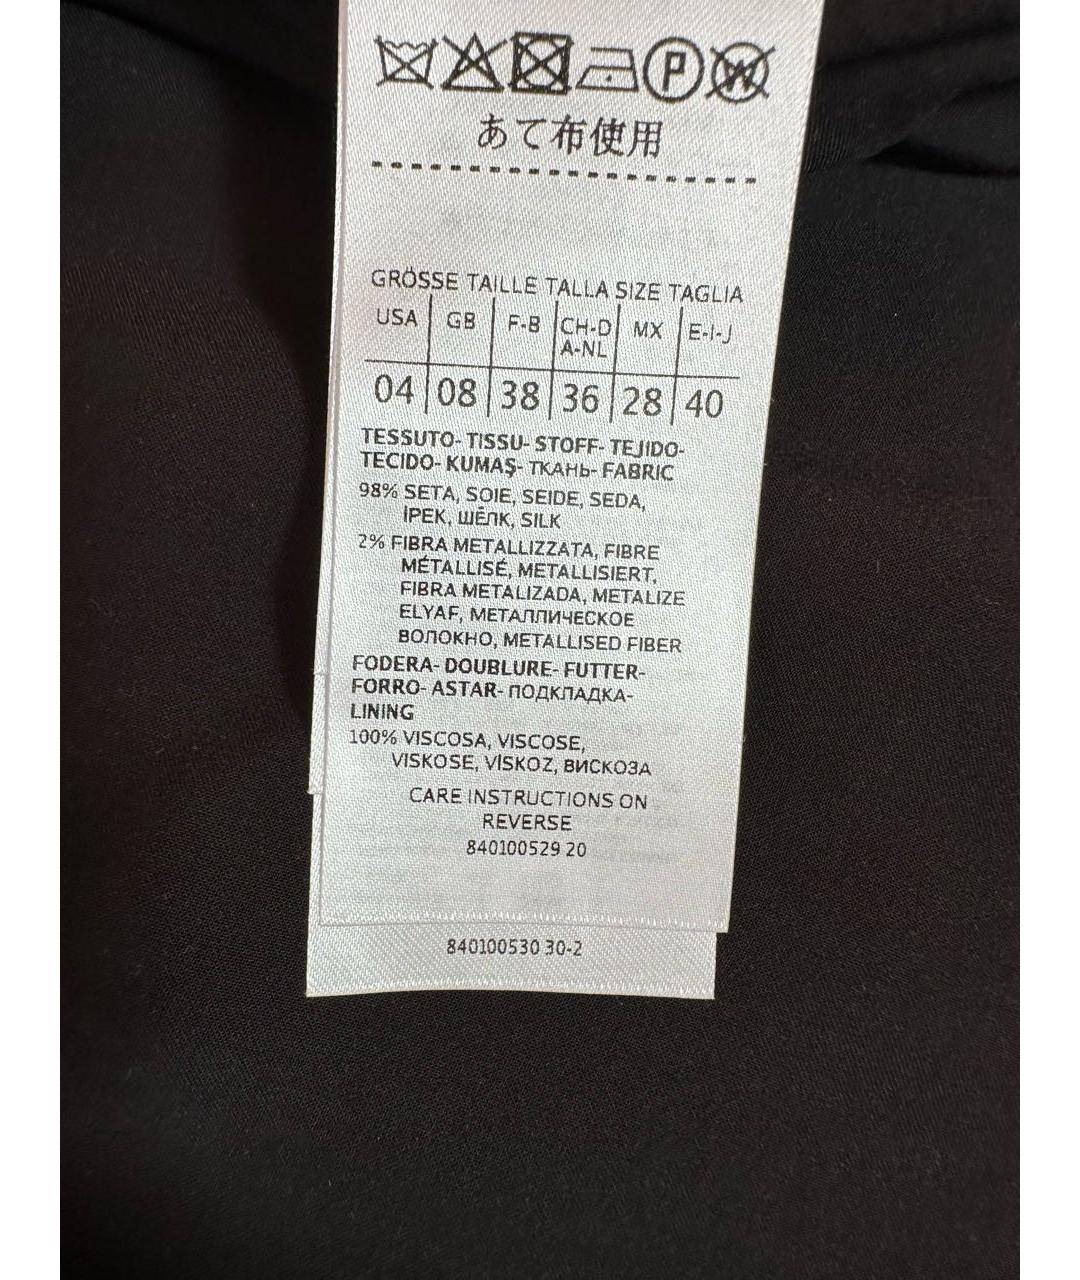 P W
あて布使用
GRÖSSE TAILLE TALLA SIZE TAGLIA
USA GB F-B CH-D A-NL MX E-I-J
04 08 38 36 28 40
TESSUTO- TISSU- STOFF- TEJIDO-
TECIDO- KUMAŞ- ТКАНЬ- FABRIC
98% SETA, SOIE, SEIDE, SEDA,
İPEK, ШЁЛК, SILK
2% FIBRA METALLIZZATA, FIBRE
MÉTALLISÉ, METALLISIERT,
FIBRA METALIZADA, METALIZE
ELYAF, МЕТАЛЛИЧЕСКОЕ
ВОЛОКНО, METALLISED FIBER
FODERA- DOUBLURE- FUTTER-
FORRO- ASTAR- ПОДКЛАДКА-
LINING
100% VISCOSA, VISCOSE,
VISKOSE, VİSKOZ, ВИСКОЗА
CARE INSTRUCTIONS ON
REVERSE
840100529 20
840100530 30-2